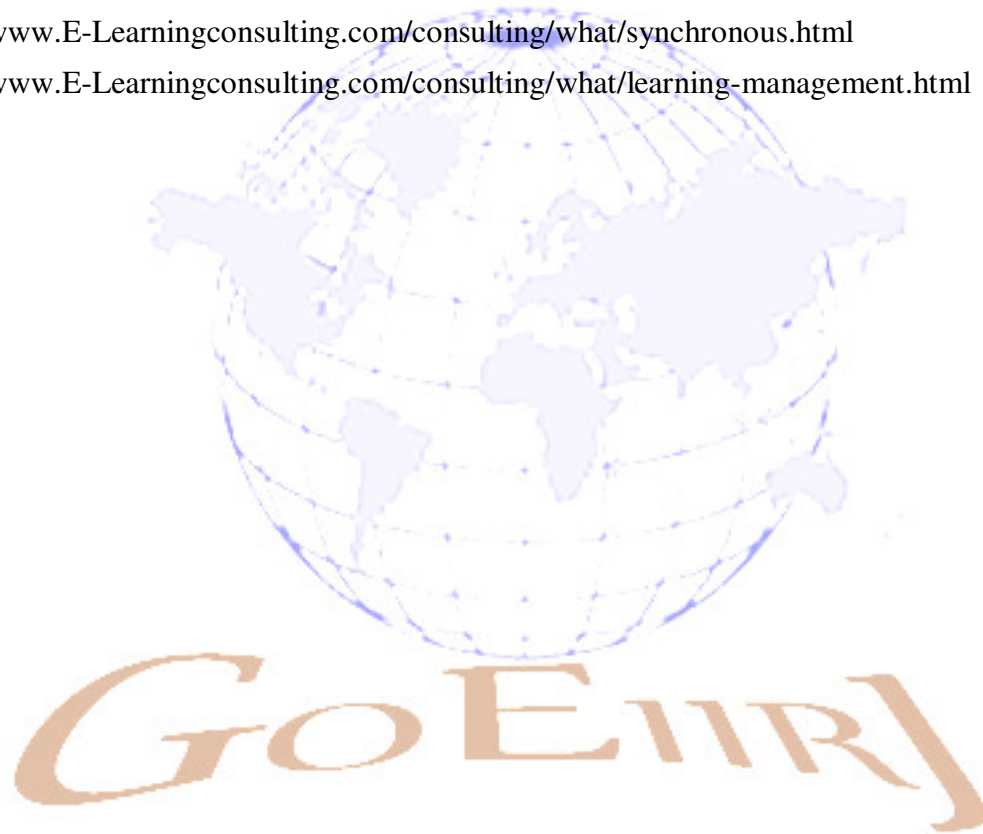 www.E-Learningconsulting.com/consulting/what/synchronous.html
www.E-Learningconsulting.com/consulting/what/learning-management.html
GoEIIRJ